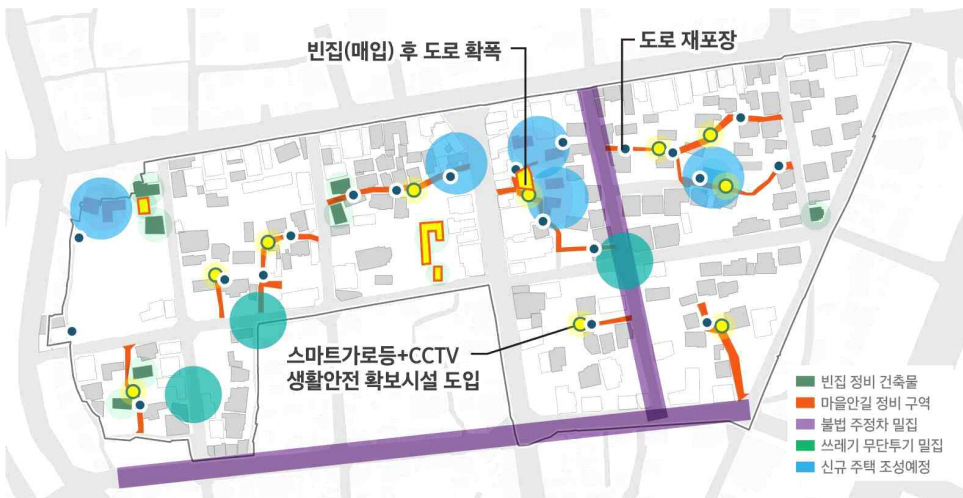 빈집(매입) 후 도로 확폭
도로 재포장
스마트가로등+CCTV
생활안전 확보시설 도입
빈집 정비 건축물
마을안길 정비 구역
불법 주정차 밀집
쓰레기 무단투기 밀집
신규 주택 조성예정